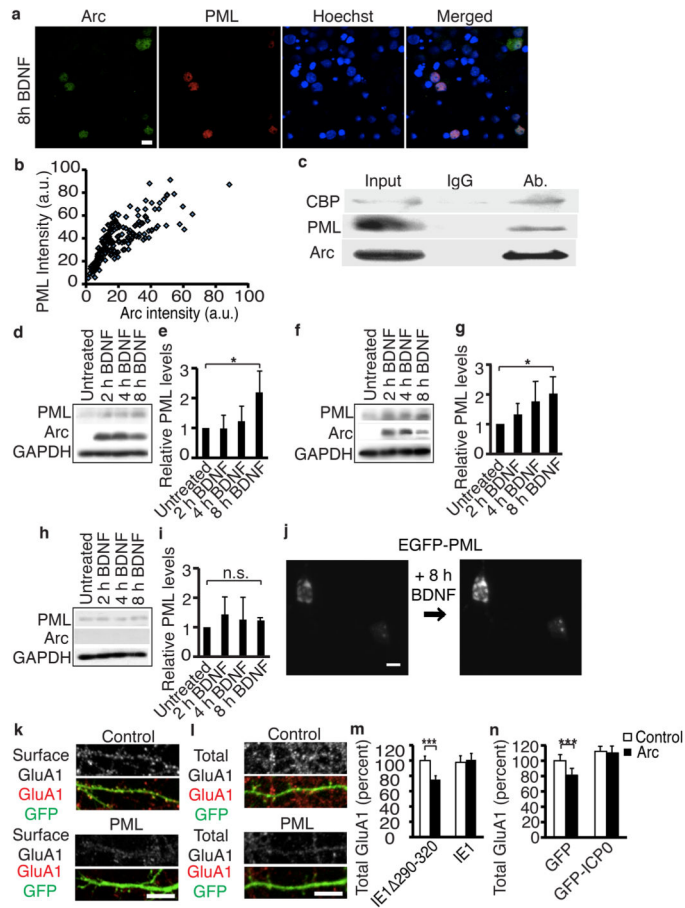 a
Arc PML Hoechst Merged
8h BDNF
b
PML Intensity (a.u.)
100
80
60
40
20
0
0 20 40 60 80 100
Arc intensity (a.u.)
c
Input IgG Ab.
CBP
PML
Arc
d
Untreated
2 h BDNF
4 h BDNF
8 h BDNF
PML
Arc
GAPDH
e
Relative PML levels
3
2
1
0
*
Untreated
2 h BDNF
4 h BDNF
8 h BDNF
f
Untreated
2 h BDNF
4 h BDNF
8 h BDNF
PML
Arc
GAPDH
g
Relative PML levels
3
2
1
0
*
Untreated
2 h BDNF
4 h BDNF
8 h BDNF
h
Untreated
2 h BDNF
4 h BDNF
8 h BDNF
PML
Arc
GAPDH
i
Relative PML levels
3
2
1
0
n.s.
Untreated
2 h BDNF
4 h BDNF
8 h BDNF
j
EGFP-PML
+ 8 h
BDNF
k
Control
Surface
GluA1
GluA1
GFP
PML
Surface
GluA1
GluA1
GFP
l
Control
Total
GluA1
GluA1
GFP
PML
Total
GluA1
GluA1
GFP
m
Total GluA1 (percent)
120
100
80
60
40
20
0
***
IE1Δ290-320
IE1
n
Total GluA1 (percent)
120
100
80
60
40
20
0
***
GFP
GFP-ICP0
Control
Arc